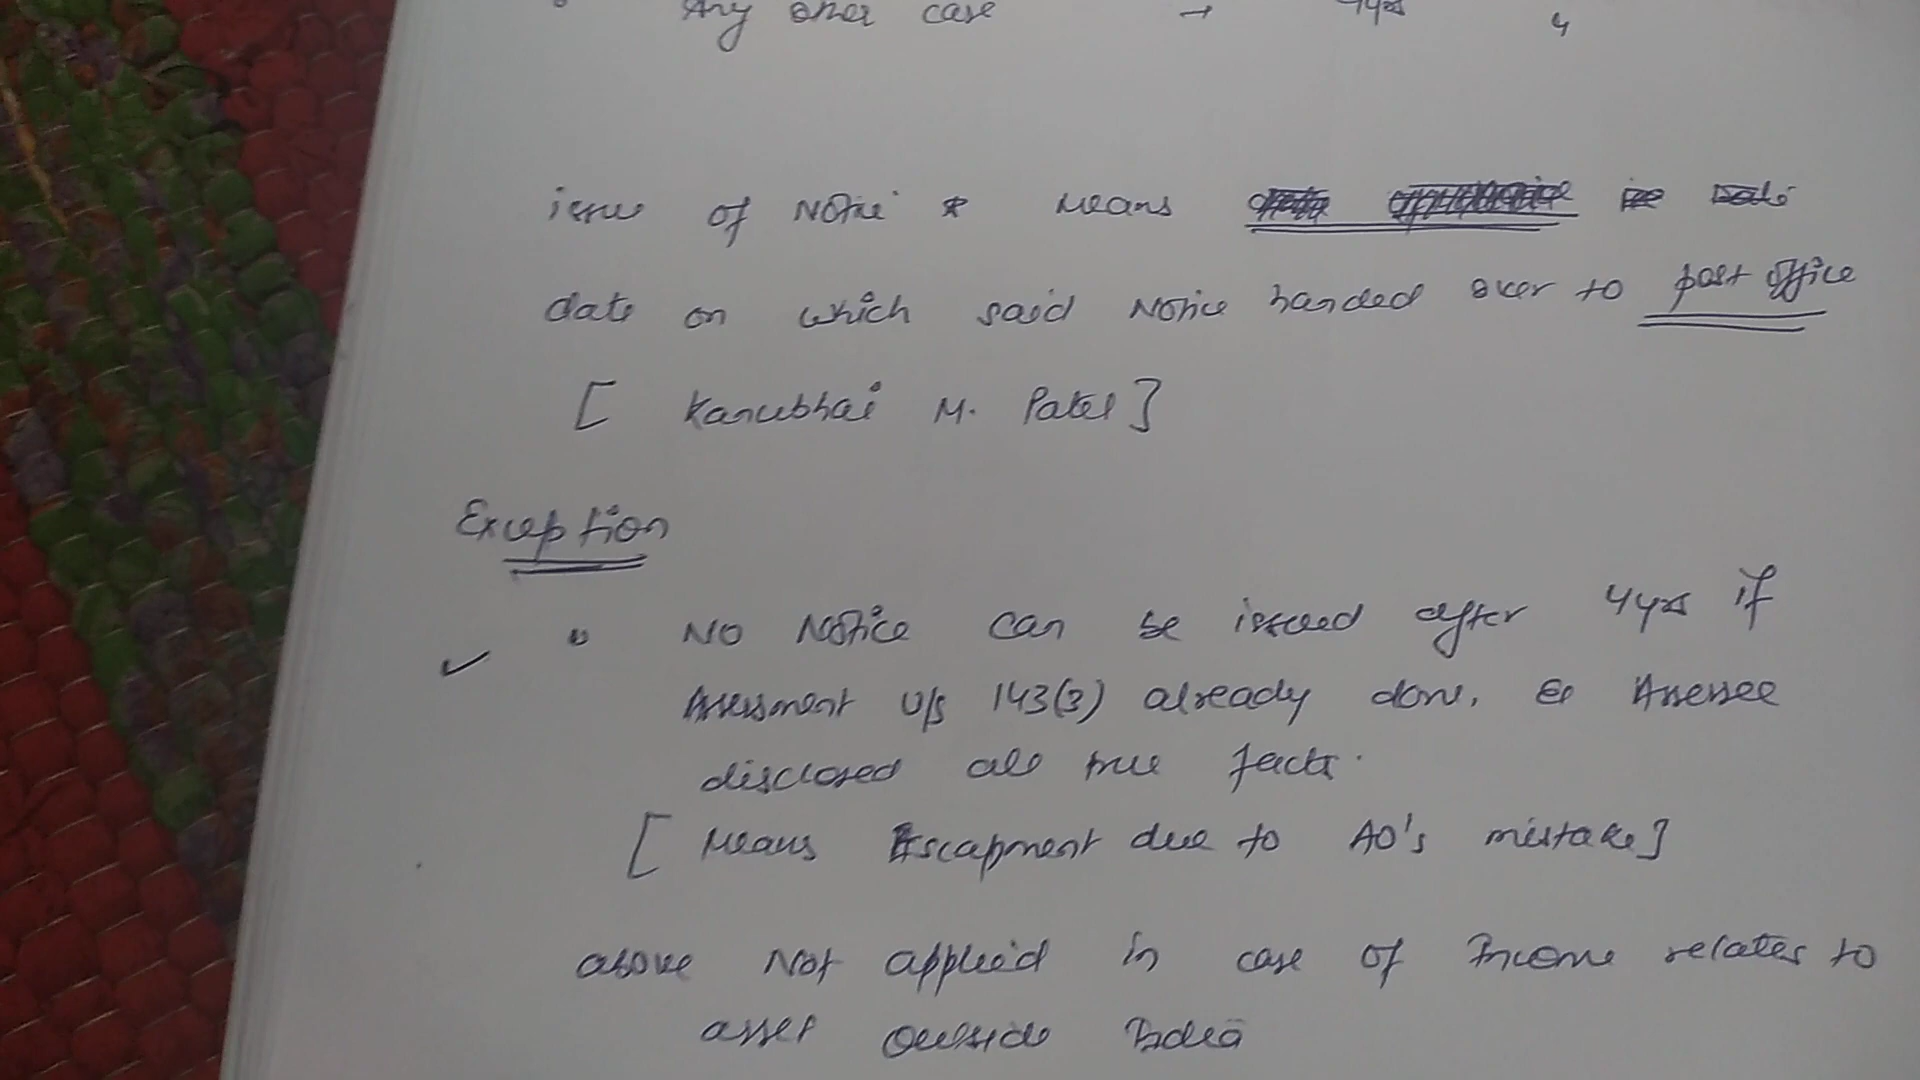 Any other case → 4yrs 4
issue of Notice * means
date on which said Notice handed over to post office
[ Kanubhai M. Patel ]
Exception
No Notice can be issued after 4yrs if
Assessment u/s 143(3) already done, & Assessee
disclosed all true facts.
[ Means Escapment due to AO's mistake ]
above Not applied in case of Income relates to
asset outside India